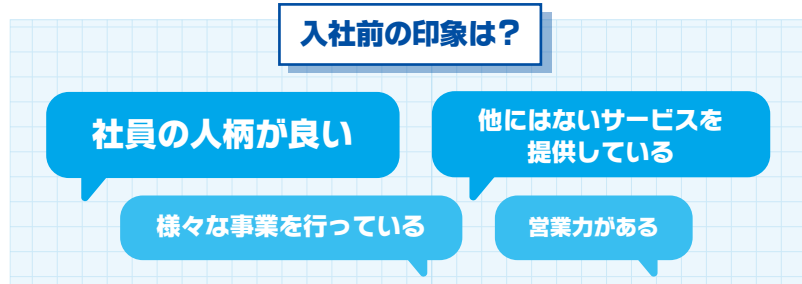 入社前の印象は？
社員の人柄が良い
他にはないサービスを
提供している
様々な事業を行っている
営業力がある